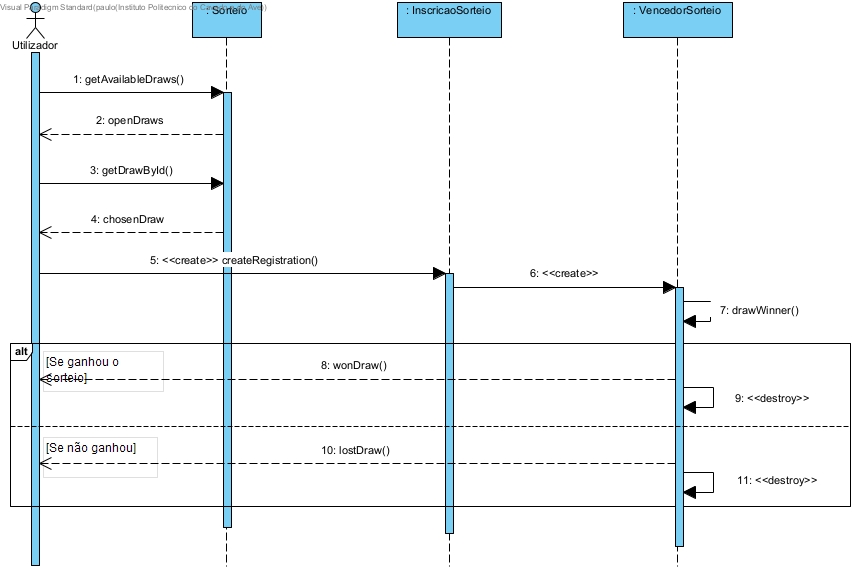 Visual Paradigm Standard(paulo(Instituto Politecnico do Cavado e do Ave))
: Sorteio
: InscricaoSorteio
: VencedorSorteio
Utilizador
1: getAvailableDraws()
2: openDraws
3: getDrawById()
4: chosenDraw
5: <<create>> createRegistration()
6: <<create>>
7: drawWinner()
alt
[Se ganhou o
sorteio]
8: wonDraw()
9: <<destroy>>
[Se não ganhou]
10: lostDraw()
11: <<destroy>>